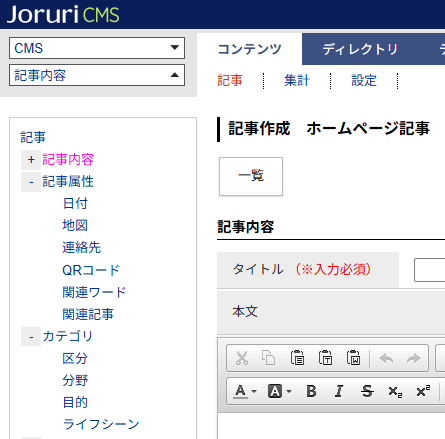 Joruri CMS
CMS
記事内容
コンテンツ ディレクトリ
記事 集計 設定
記事
+ 記事内容
- 記事属性
日付
地図
連絡先
QRコード
関連ワード
関連記事
- カテゴリ
区分
分野
目的
ライフシーン
記事作成 ホームページ記事
一覧
記事内容
タイトル (※入力必須)
本文
A A B I S x₂ x²